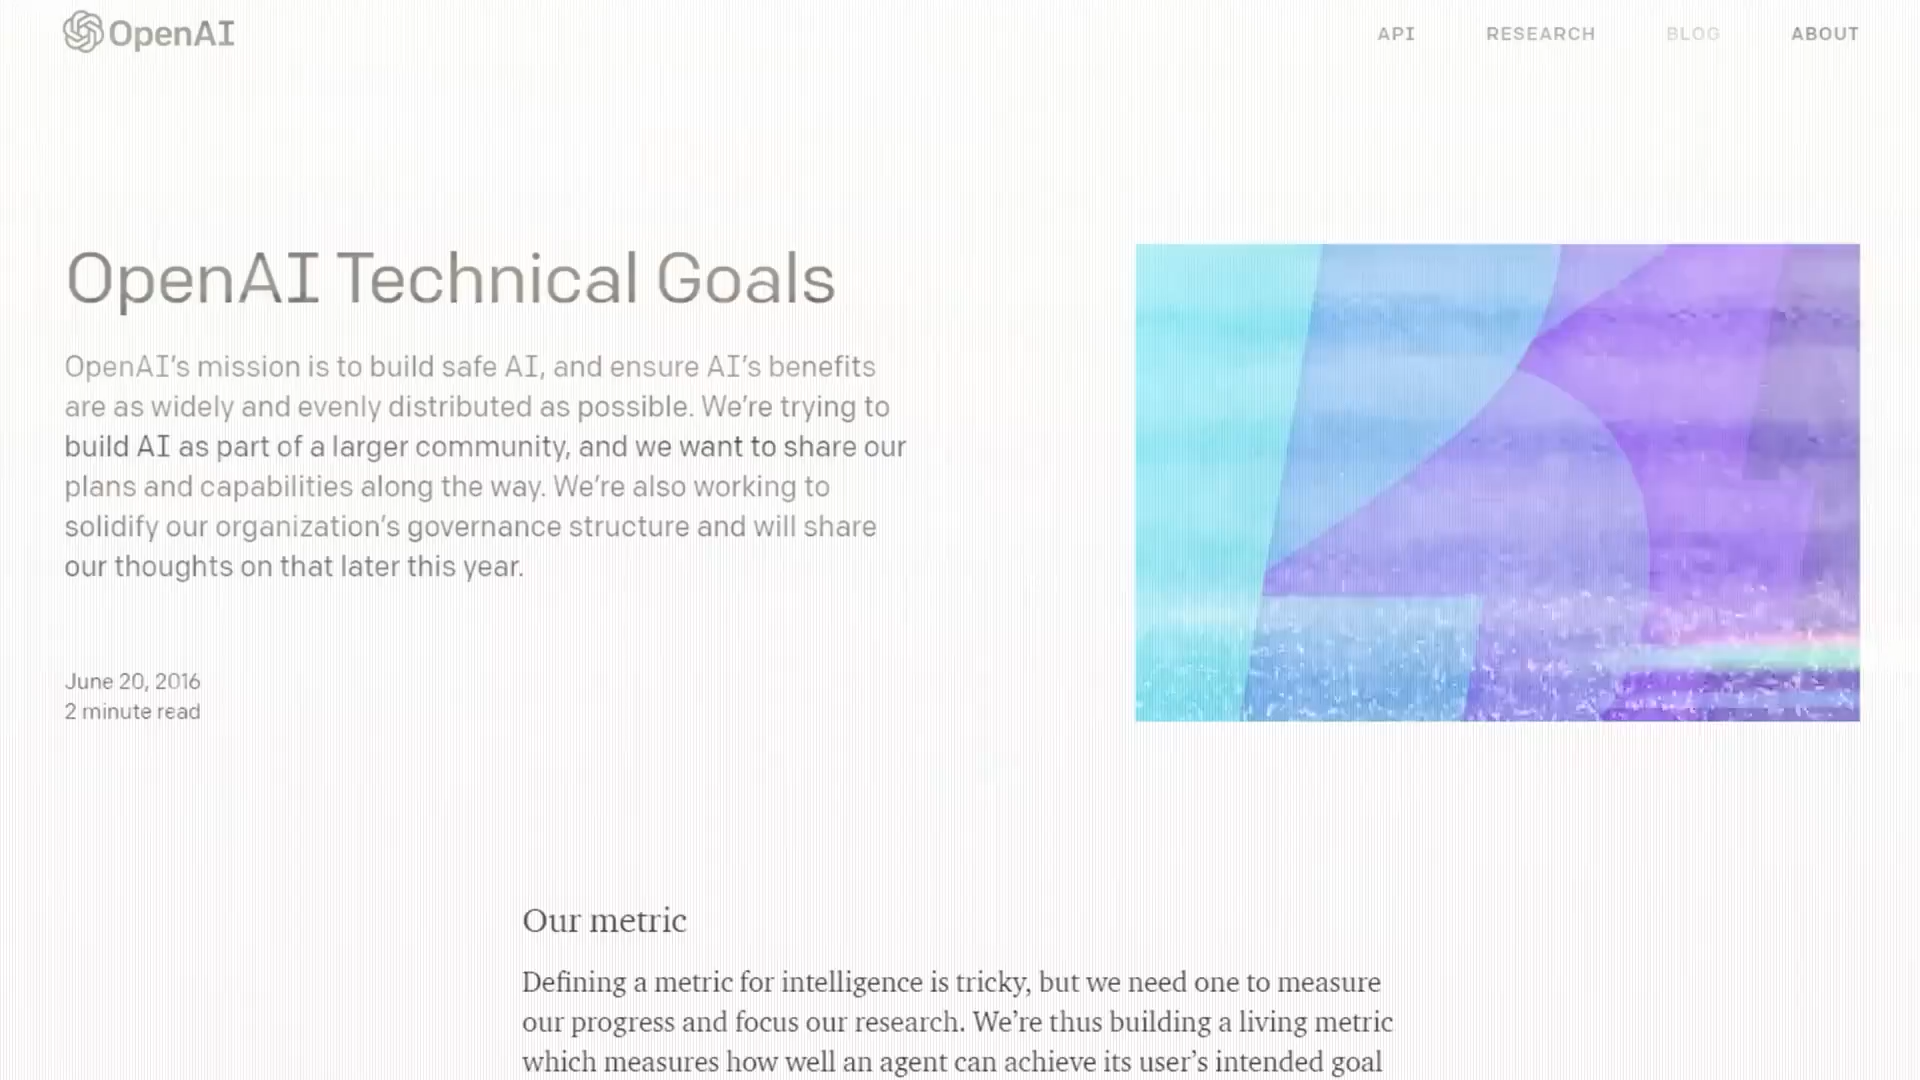 OpenAI
API RESEARCH BLOG ABOUT
OpenAI Technical Goals
OpenAI’s mission is to build safe AI, and ensure AI’s benefits
are as widely and evenly distributed as possible. We’re trying to
build AI as part of a larger community, and we want to share our
plans and capabilities along the way. We’re also working to
solidify our organization’s governance structure and will share
our thoughts on that later this year.
June 20, 2016
2 minute read
Our metric
Defining a metric for intelligence is tricky, but we need one to measure
our progress and focus our research. We’re thus building a living metric
which measures how well an agent can achieve its user’s intended goal